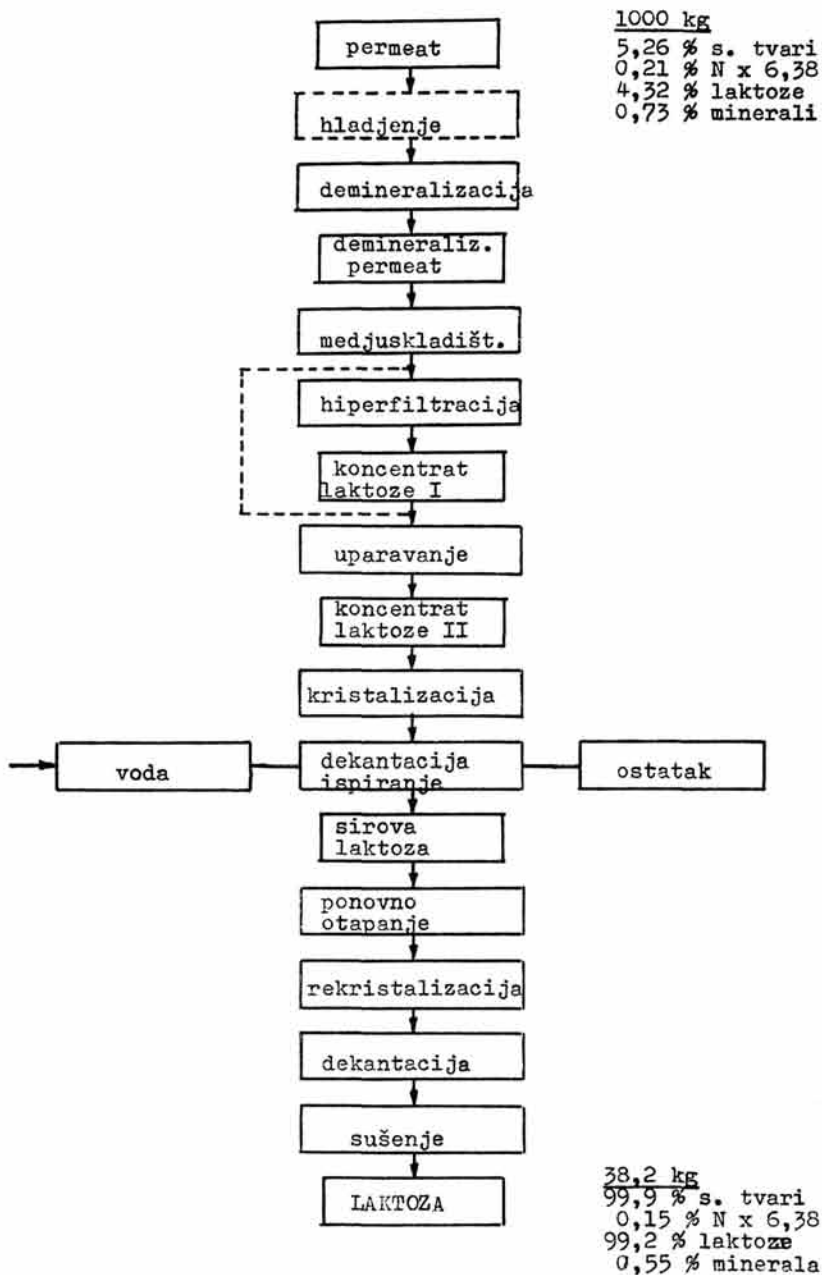 1000 kg
5,26 % s. tvari
0,21 % N x 6,38
4,32 % laktoze
0,73 % minerali
permeat
hladjenje
demineralizacija
demineraliz.
permeat
medjuskladišt.
hiperfiltracija
koncentrat
laktoze I
uparavanje
koncentrat
laktoze II
kristalizacija
voda
dekantacija
ispiranje
ostatak
sirova
laktoza
ponovno
otapanje
rekristalizacija
dekantacija
sušenje
LAKTOZA
38,2 kg
99,9 % s. tvari
0,15 % N x 6,38
99,2 % laktoze
0,55 % minerala